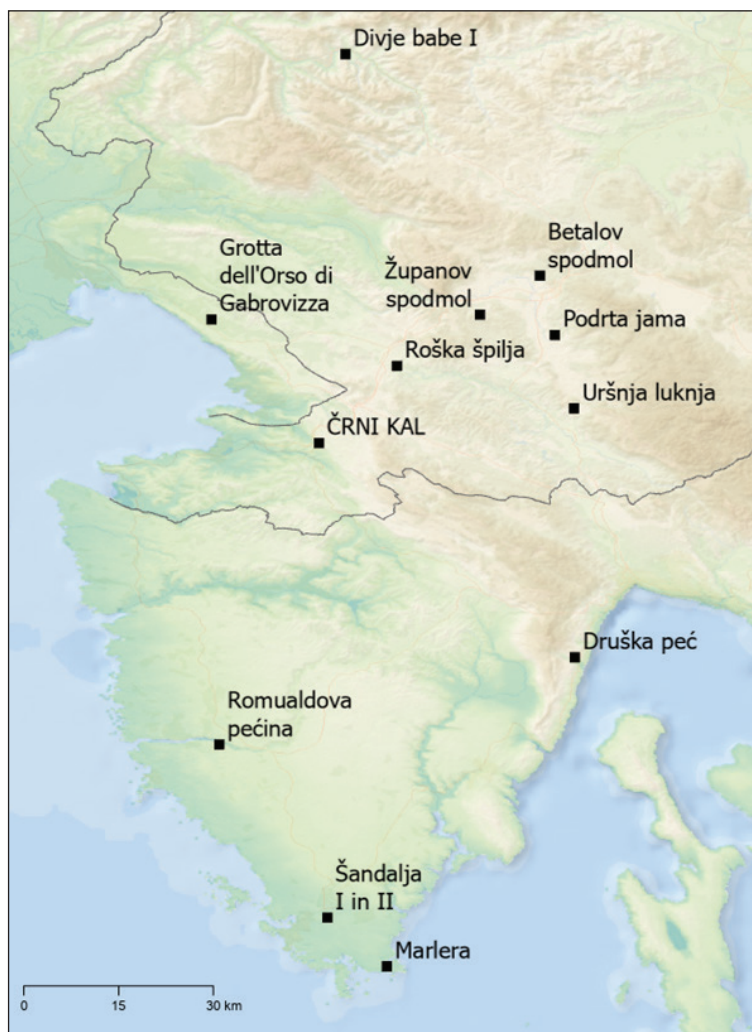 Divje babe I
Grotta
dell'Orso di
Gabrovizza
Županov
spodmol
Betalov
spodmol
Podrta jama
Roška špilja
Uršnja luknja
ČRNI KAL
Druška peć
Romualdova
pećina
Šandalja
I in II
Marlera
0 15 30 km